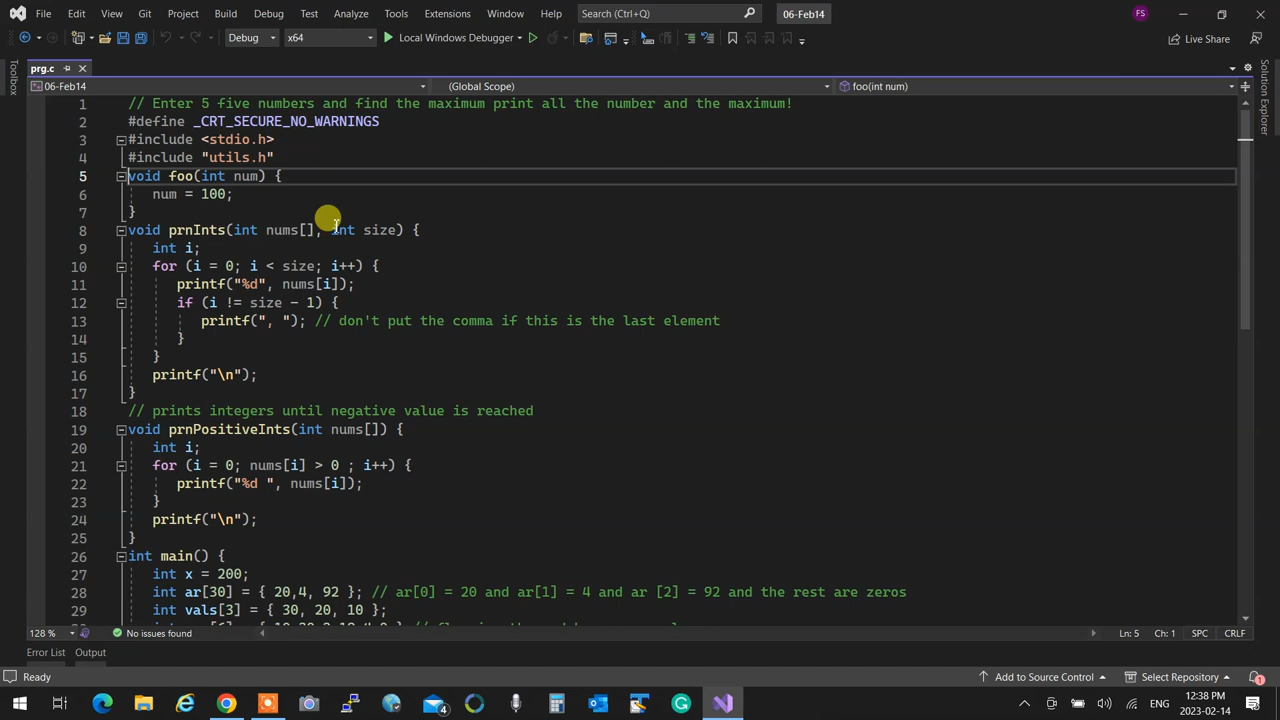 File Edit View Git Project Build Debug Test Analyze Tools Extensions Window Help Search (Ctrl+Q) 06-Feb14 FS
Debug x64 Local Windows Debugger Live Share
prg.c
06-Feb14 (Global Scope) foo(int num)
Toolbox
Solution Explorer
1 // Enter 5 five numbers and find the maximum print all the number and the maximum!
2 #define _CRT_SECURE_NO_WARNINGS
3 #include <stdio.h>
4 #include "utils.h"
5 void foo(int num) {
6 num = 100;
7 }
8 void prnInts(int nums[], int size) {
9 int i;
10 for (i = 0; i < size; i++) {
11 printf("%d", nums[i]);
12 if (i != size - 1) {
13 printf(", "); // don't put the comma if this is the last element
14 }
15 }
16 printf("\n");
17 }
18 // prints integers until negative value is reached
19 void prnPositiveInts(int nums[]) {
20 int i;
21 for (i = 0; nums[i] > 0 ; i++) {
22 printf("%d ", nums[i]);
23 }
24 printf("\n");
25 }
26 int main() {
27 int x = 200;
28 int ar[30] = { 20,4, 92 }; // ar[0] = 20 and ar[1] = 4 and ar [2] = 92 and the rest are zeros
29 int vals[3] = { 30, 20, 10 };
128 % No issues found Ln: 5 Ch: 1 SPC CRLF
Error List Output
Ready Add to Source Control Select Repository 1
4 ENG 12:38 PM
2023-02-14